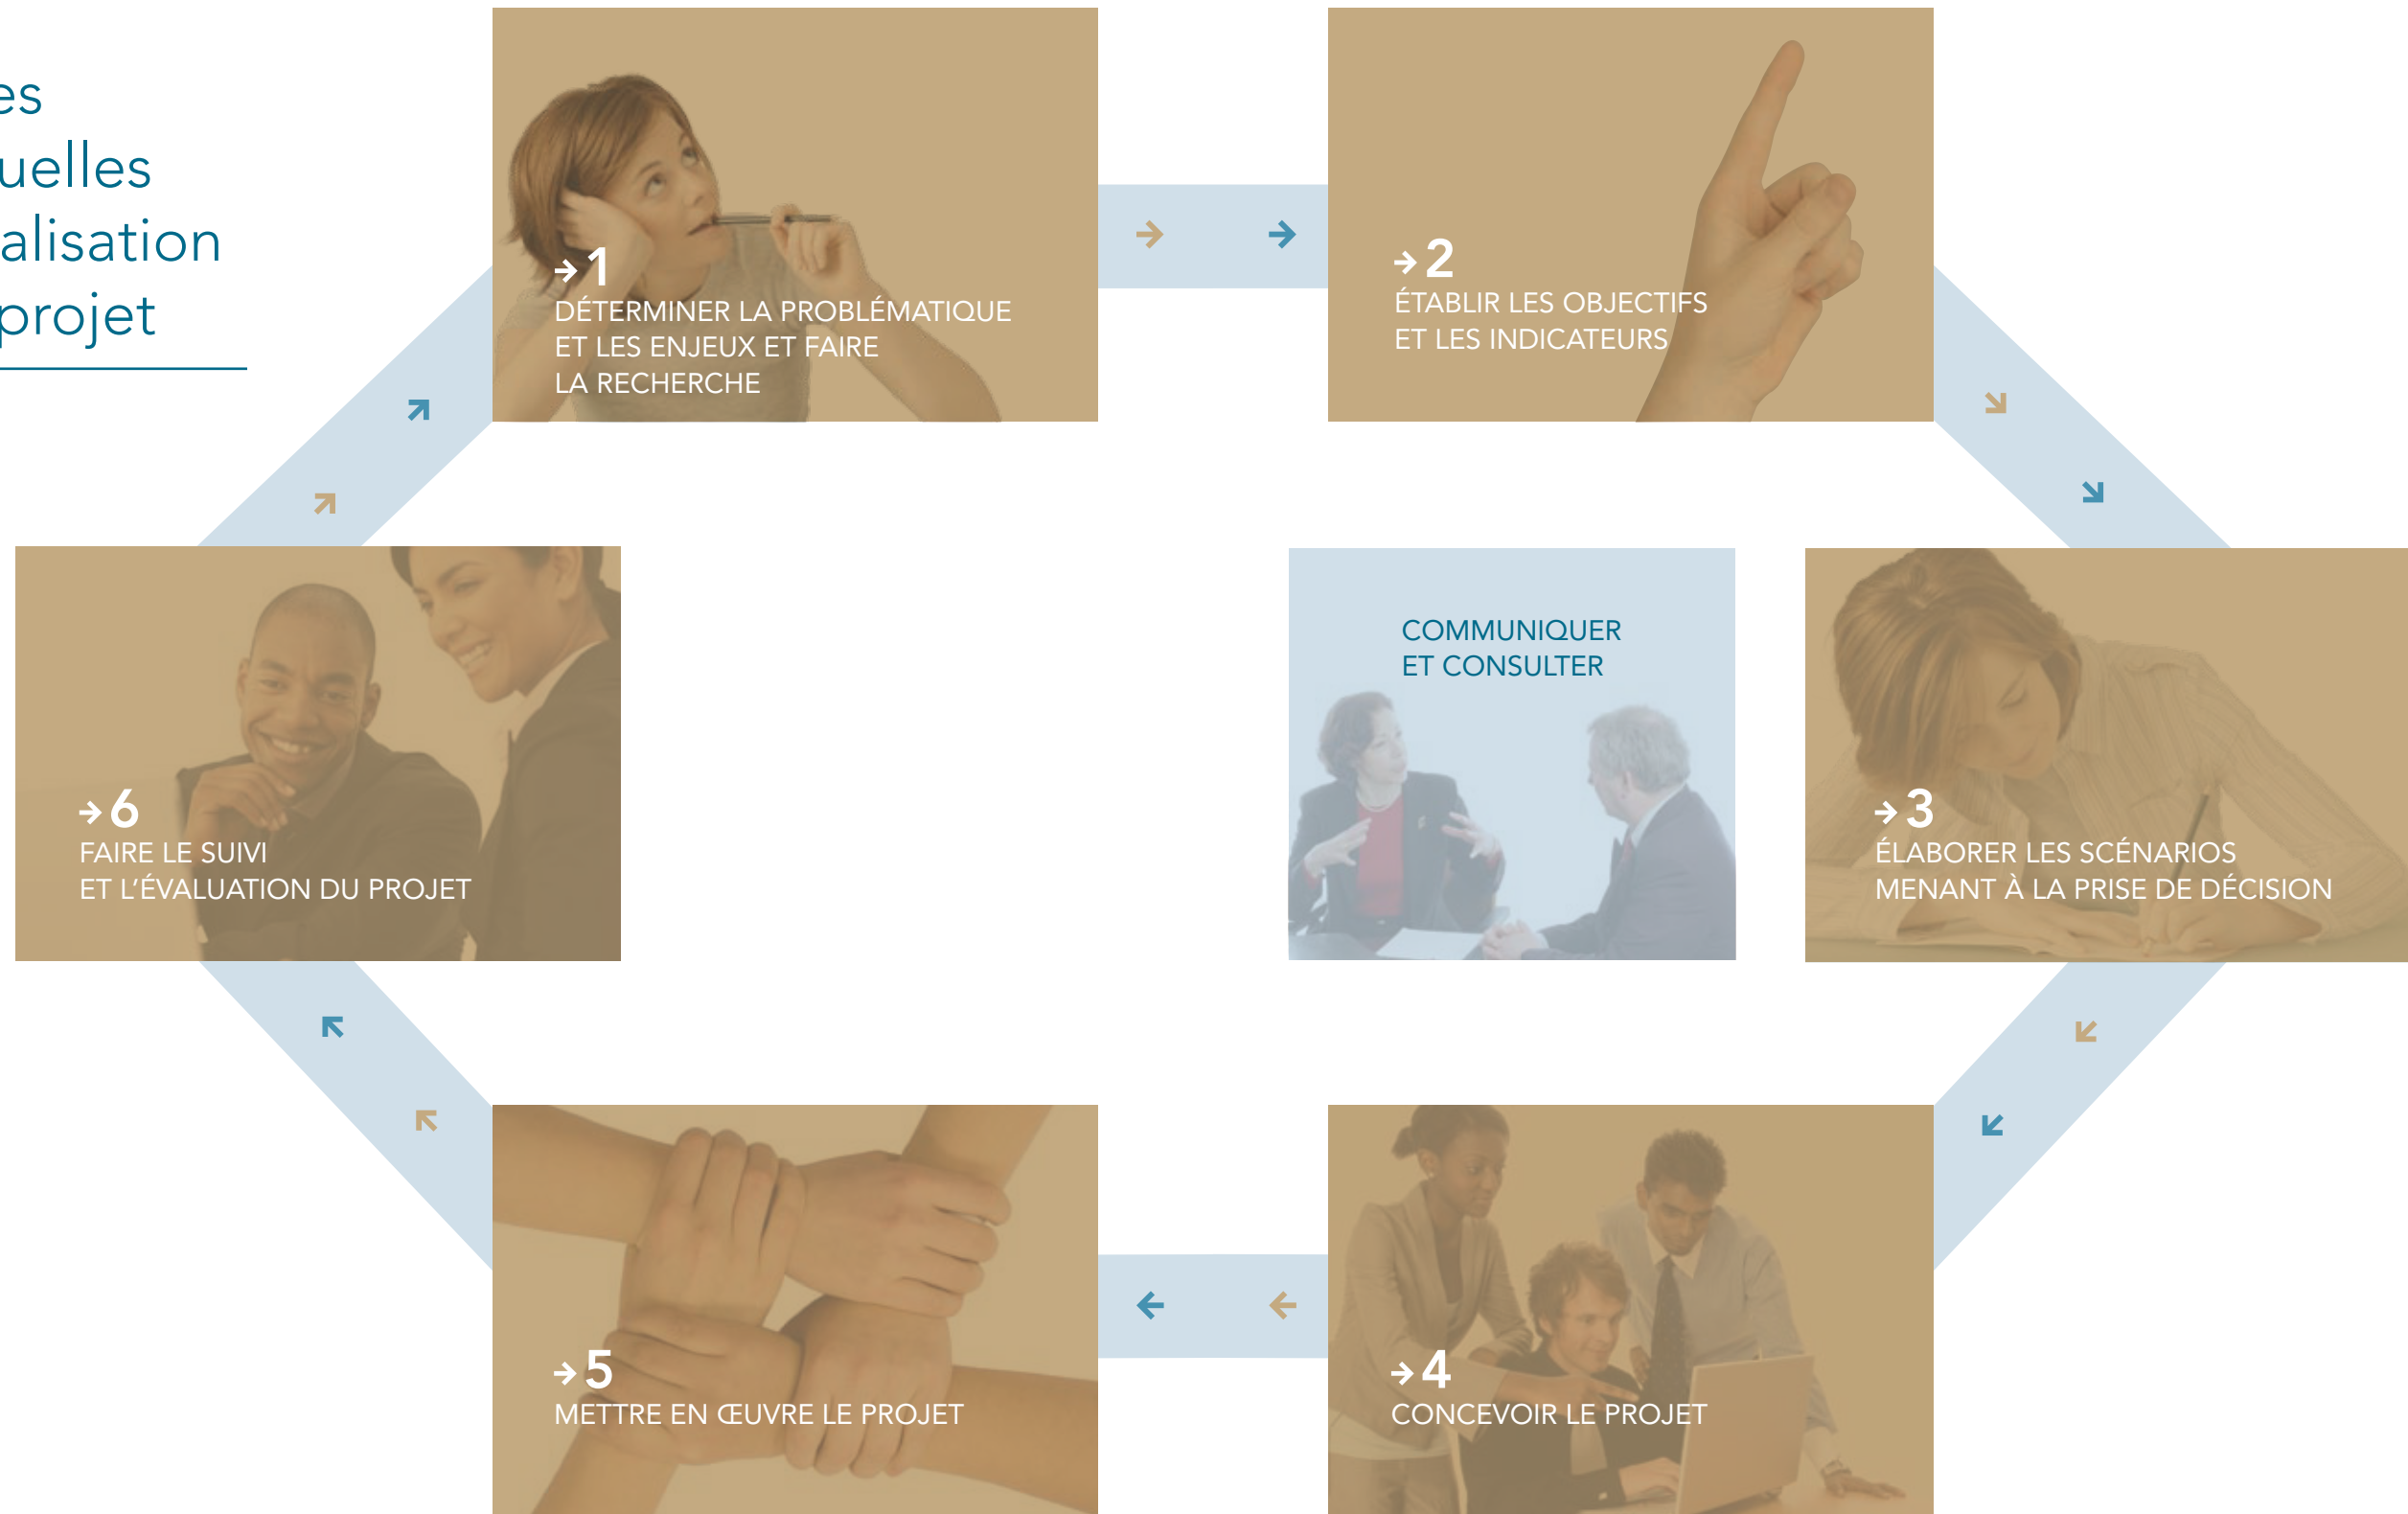 es
uelles
alisation
projet
→1
DÉTERMINER LA PROBLÉMATIQUE
ET LES ENJEUX ET FAIRE
LA RECHERCHE
→2
ÉTABLIR LES OBJECTIFS
ET LES INDICATEURS
COMMUNIQUER
ET CONSULTER
→3
ÉLABORER LES SCÉNARIOS
MENANT À LA PRISE DE DÉCISION
→4
CONCEVOIR LE PROJET
→5
METTRE EN ŒUVRE LE PROJET
→6
FAIRE LE SUIVI
ET L’ÉVALUATION DU PROJET